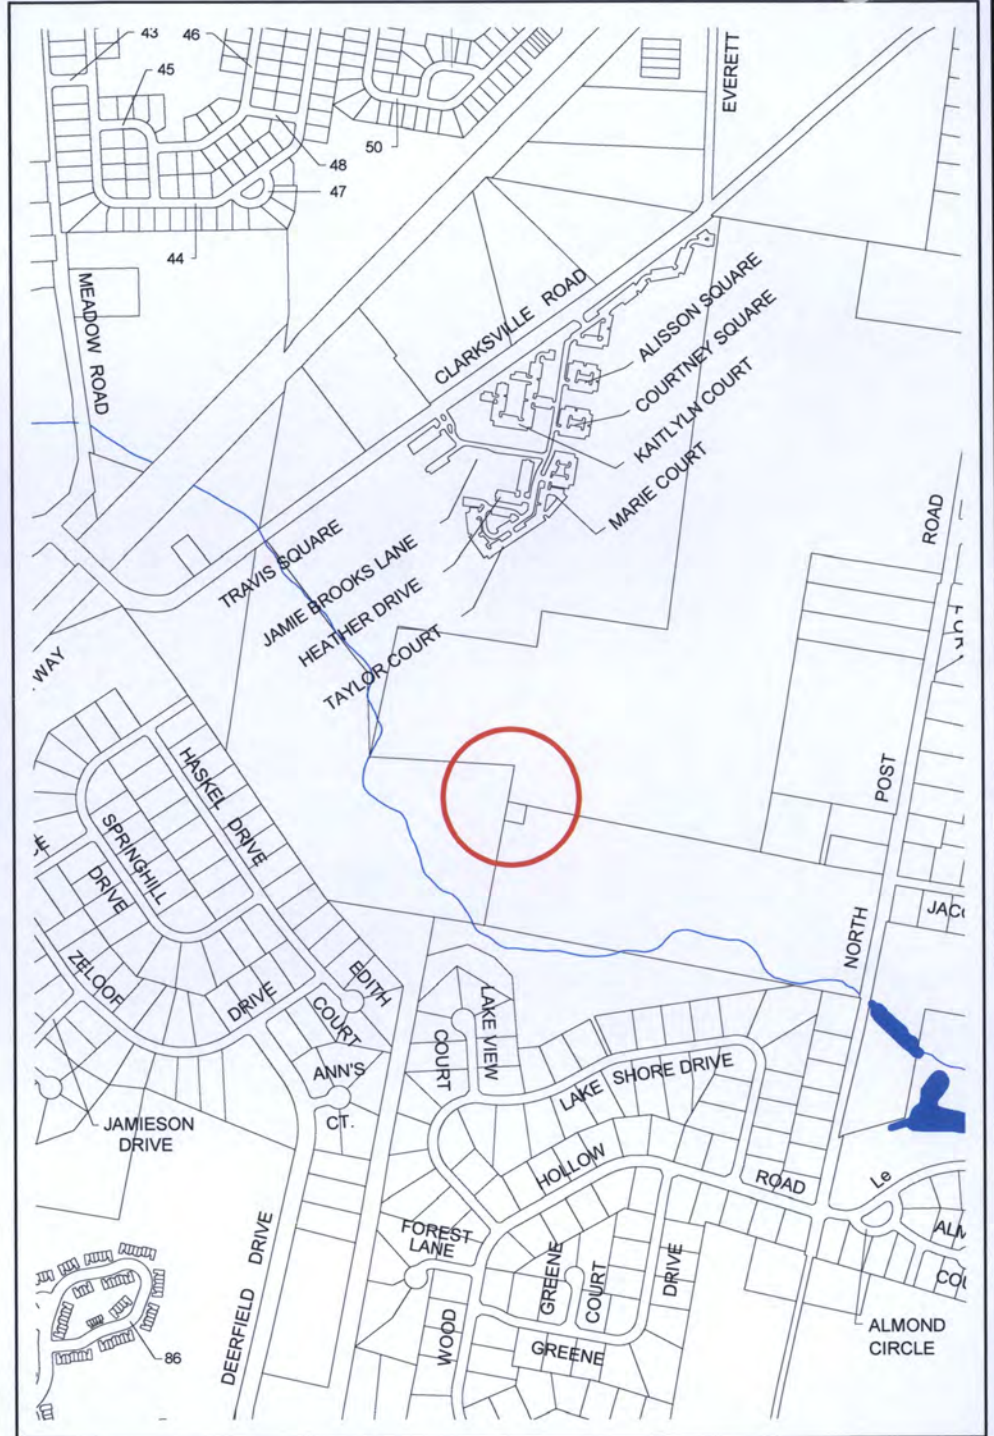 43
46
45
50
48
47
44
EVERETT
MEADOW ROAD
CLARKSVILLE ROAD
ALISSON SQUARE
COURTNEY SQUARE
KAITLYLN COURT
MARIE COURT
TRAVIS SQUARE
JAMIE BROOKS LANE
HEATHER DRIVE
TAYLOR COURT
ROAD
POST
NORTH
WAY
HASKEL DRIVE
SPRINGHILL
DRIVE
ZELOOF
DRIVE
EDITH
COURT
ANN'S
CT.
JAMIESON
DRIVE
LAKE VIEW
COURT
LAKE SHORE DRIVE
HOLLOW
ROAD
JAC
Le
ALM
COU
ALMOND
CIRCLE
FOREST
LANE
GREENE
COURT
DRIVE
GREENE
WOOD
DEERFIELD DRIVE
86